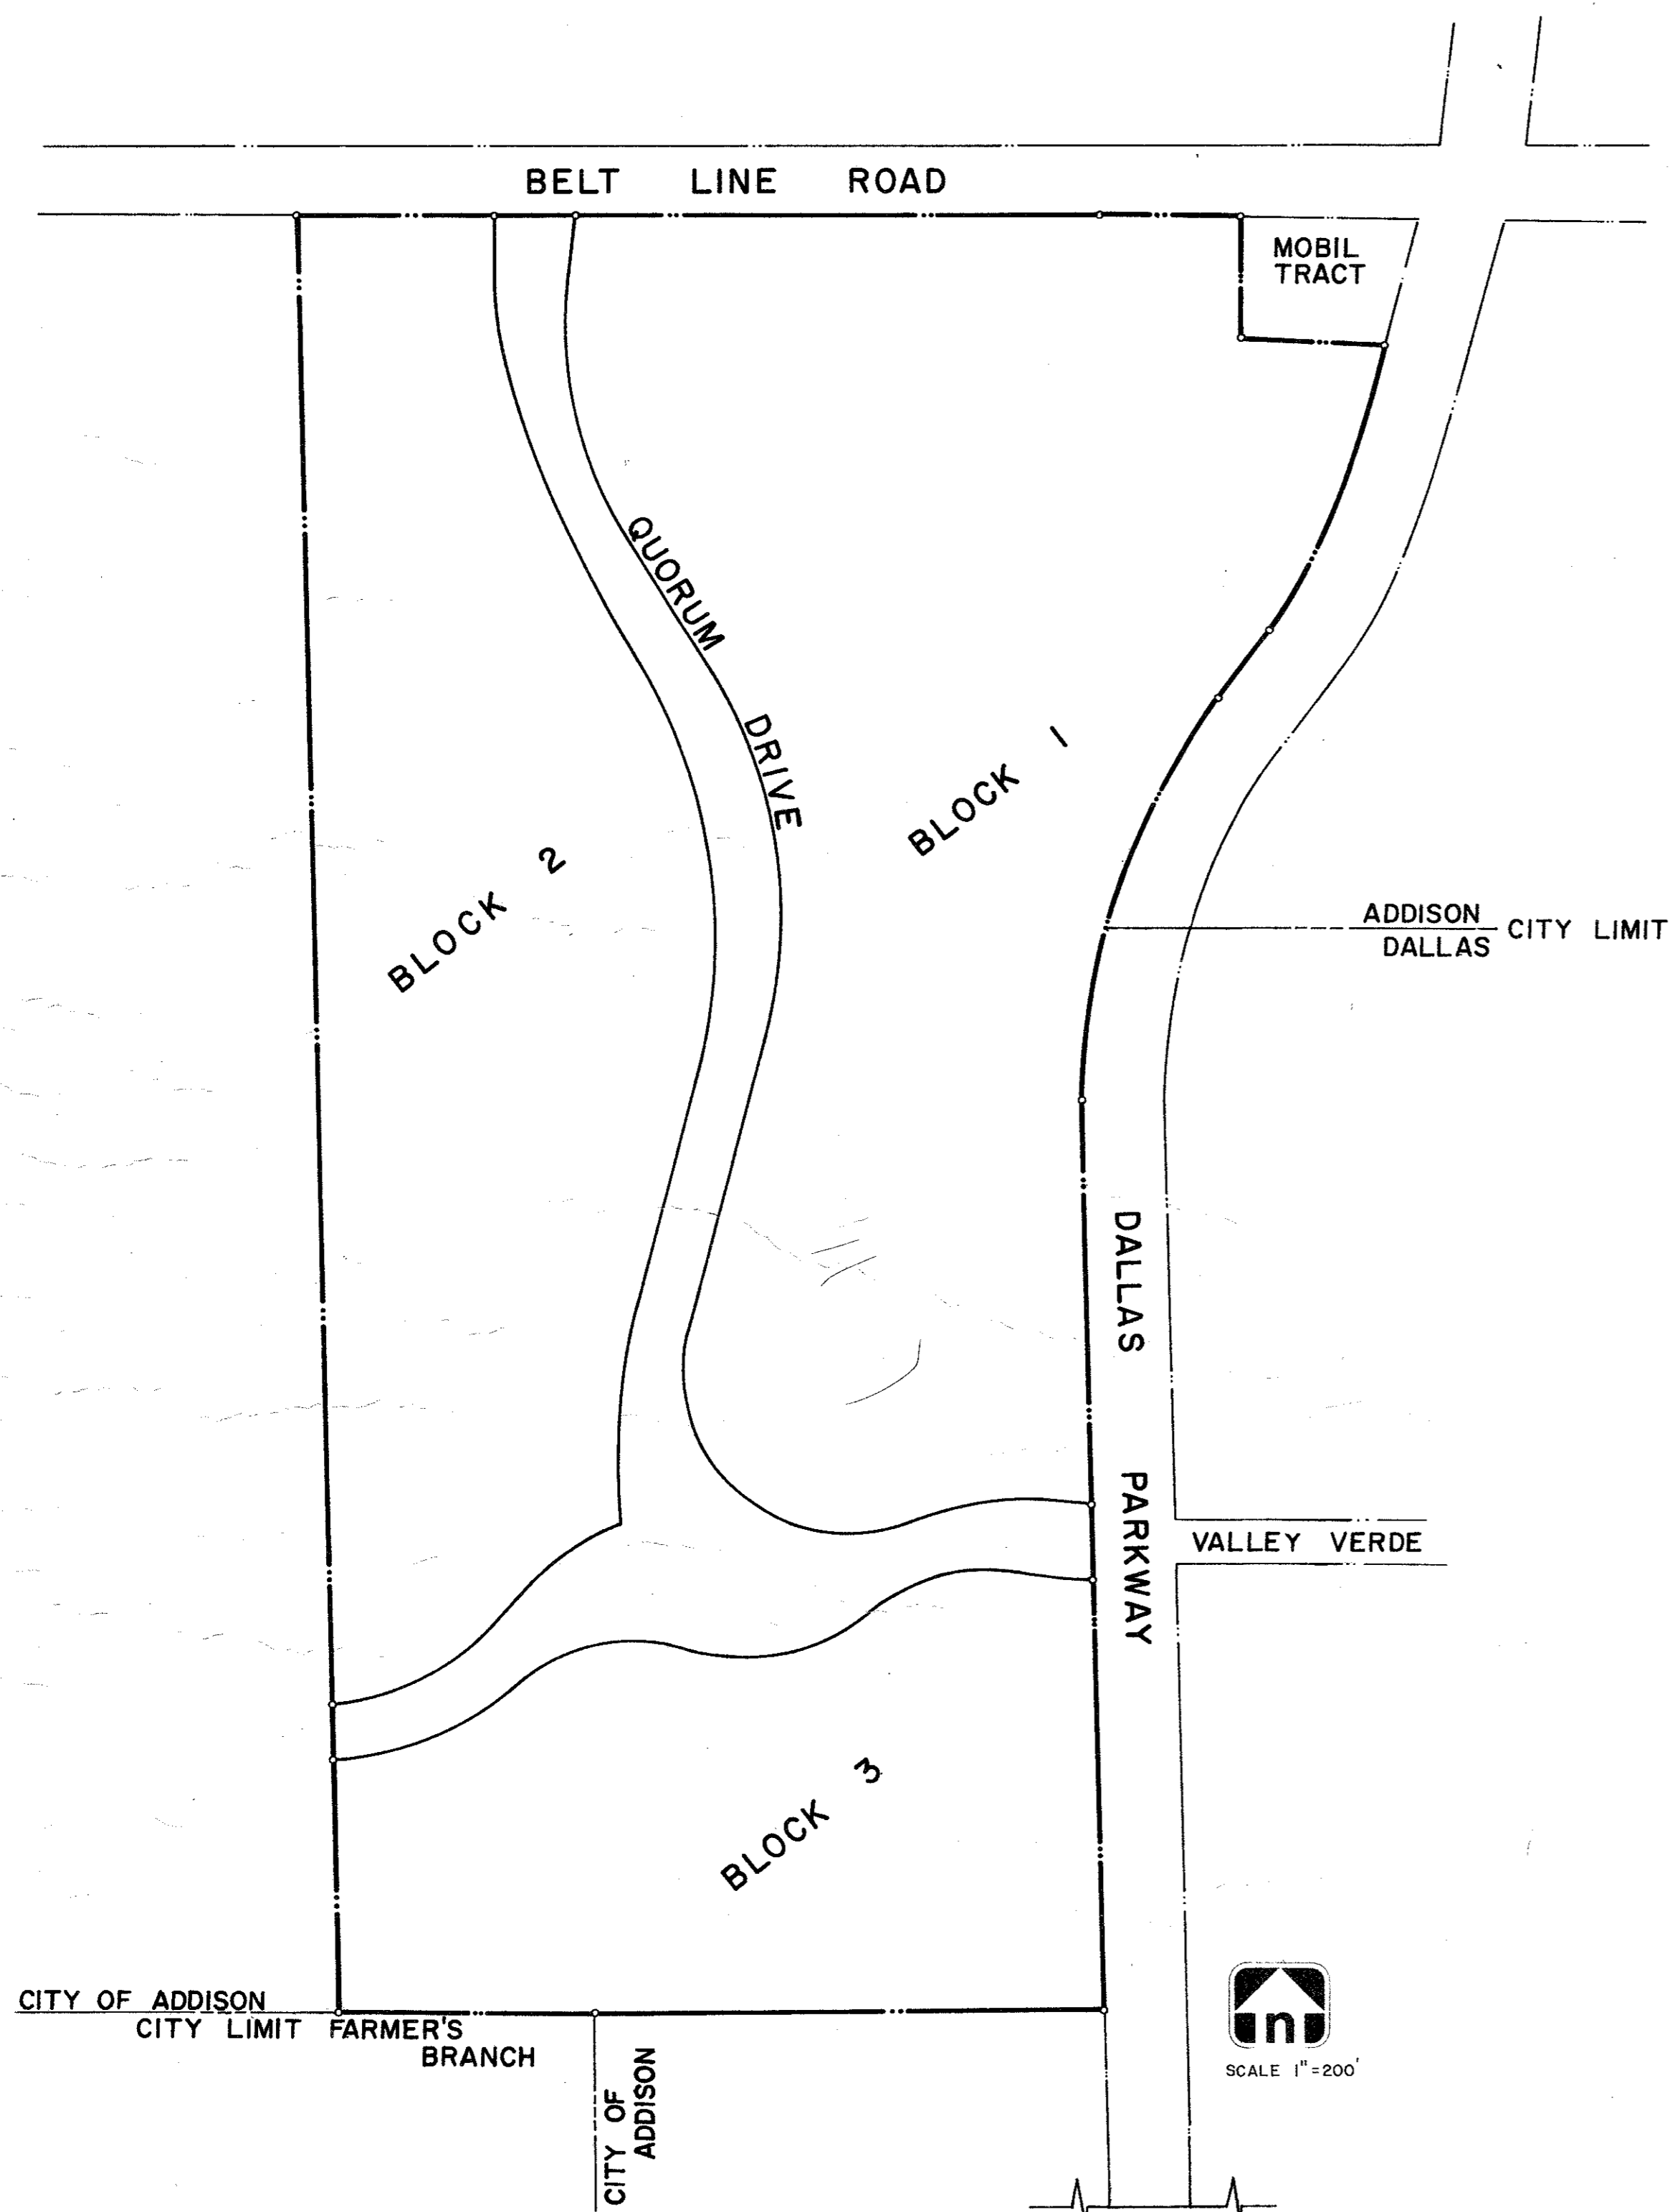 BELT LINE ROAD
MOBIL
TRACT
QUORUM DRIVE
BLOCK 1
BLOCK 2
ADDISON
DALLAS
CITY LIMIT
DALLAS PARKWAY
VALLEY VERDE
BLOCK 3
CITY OF ADDISON
CITY LIMIT FARMER'S
BRANCH
CITY OF
ADDISON
n
SCALE 1"=200'